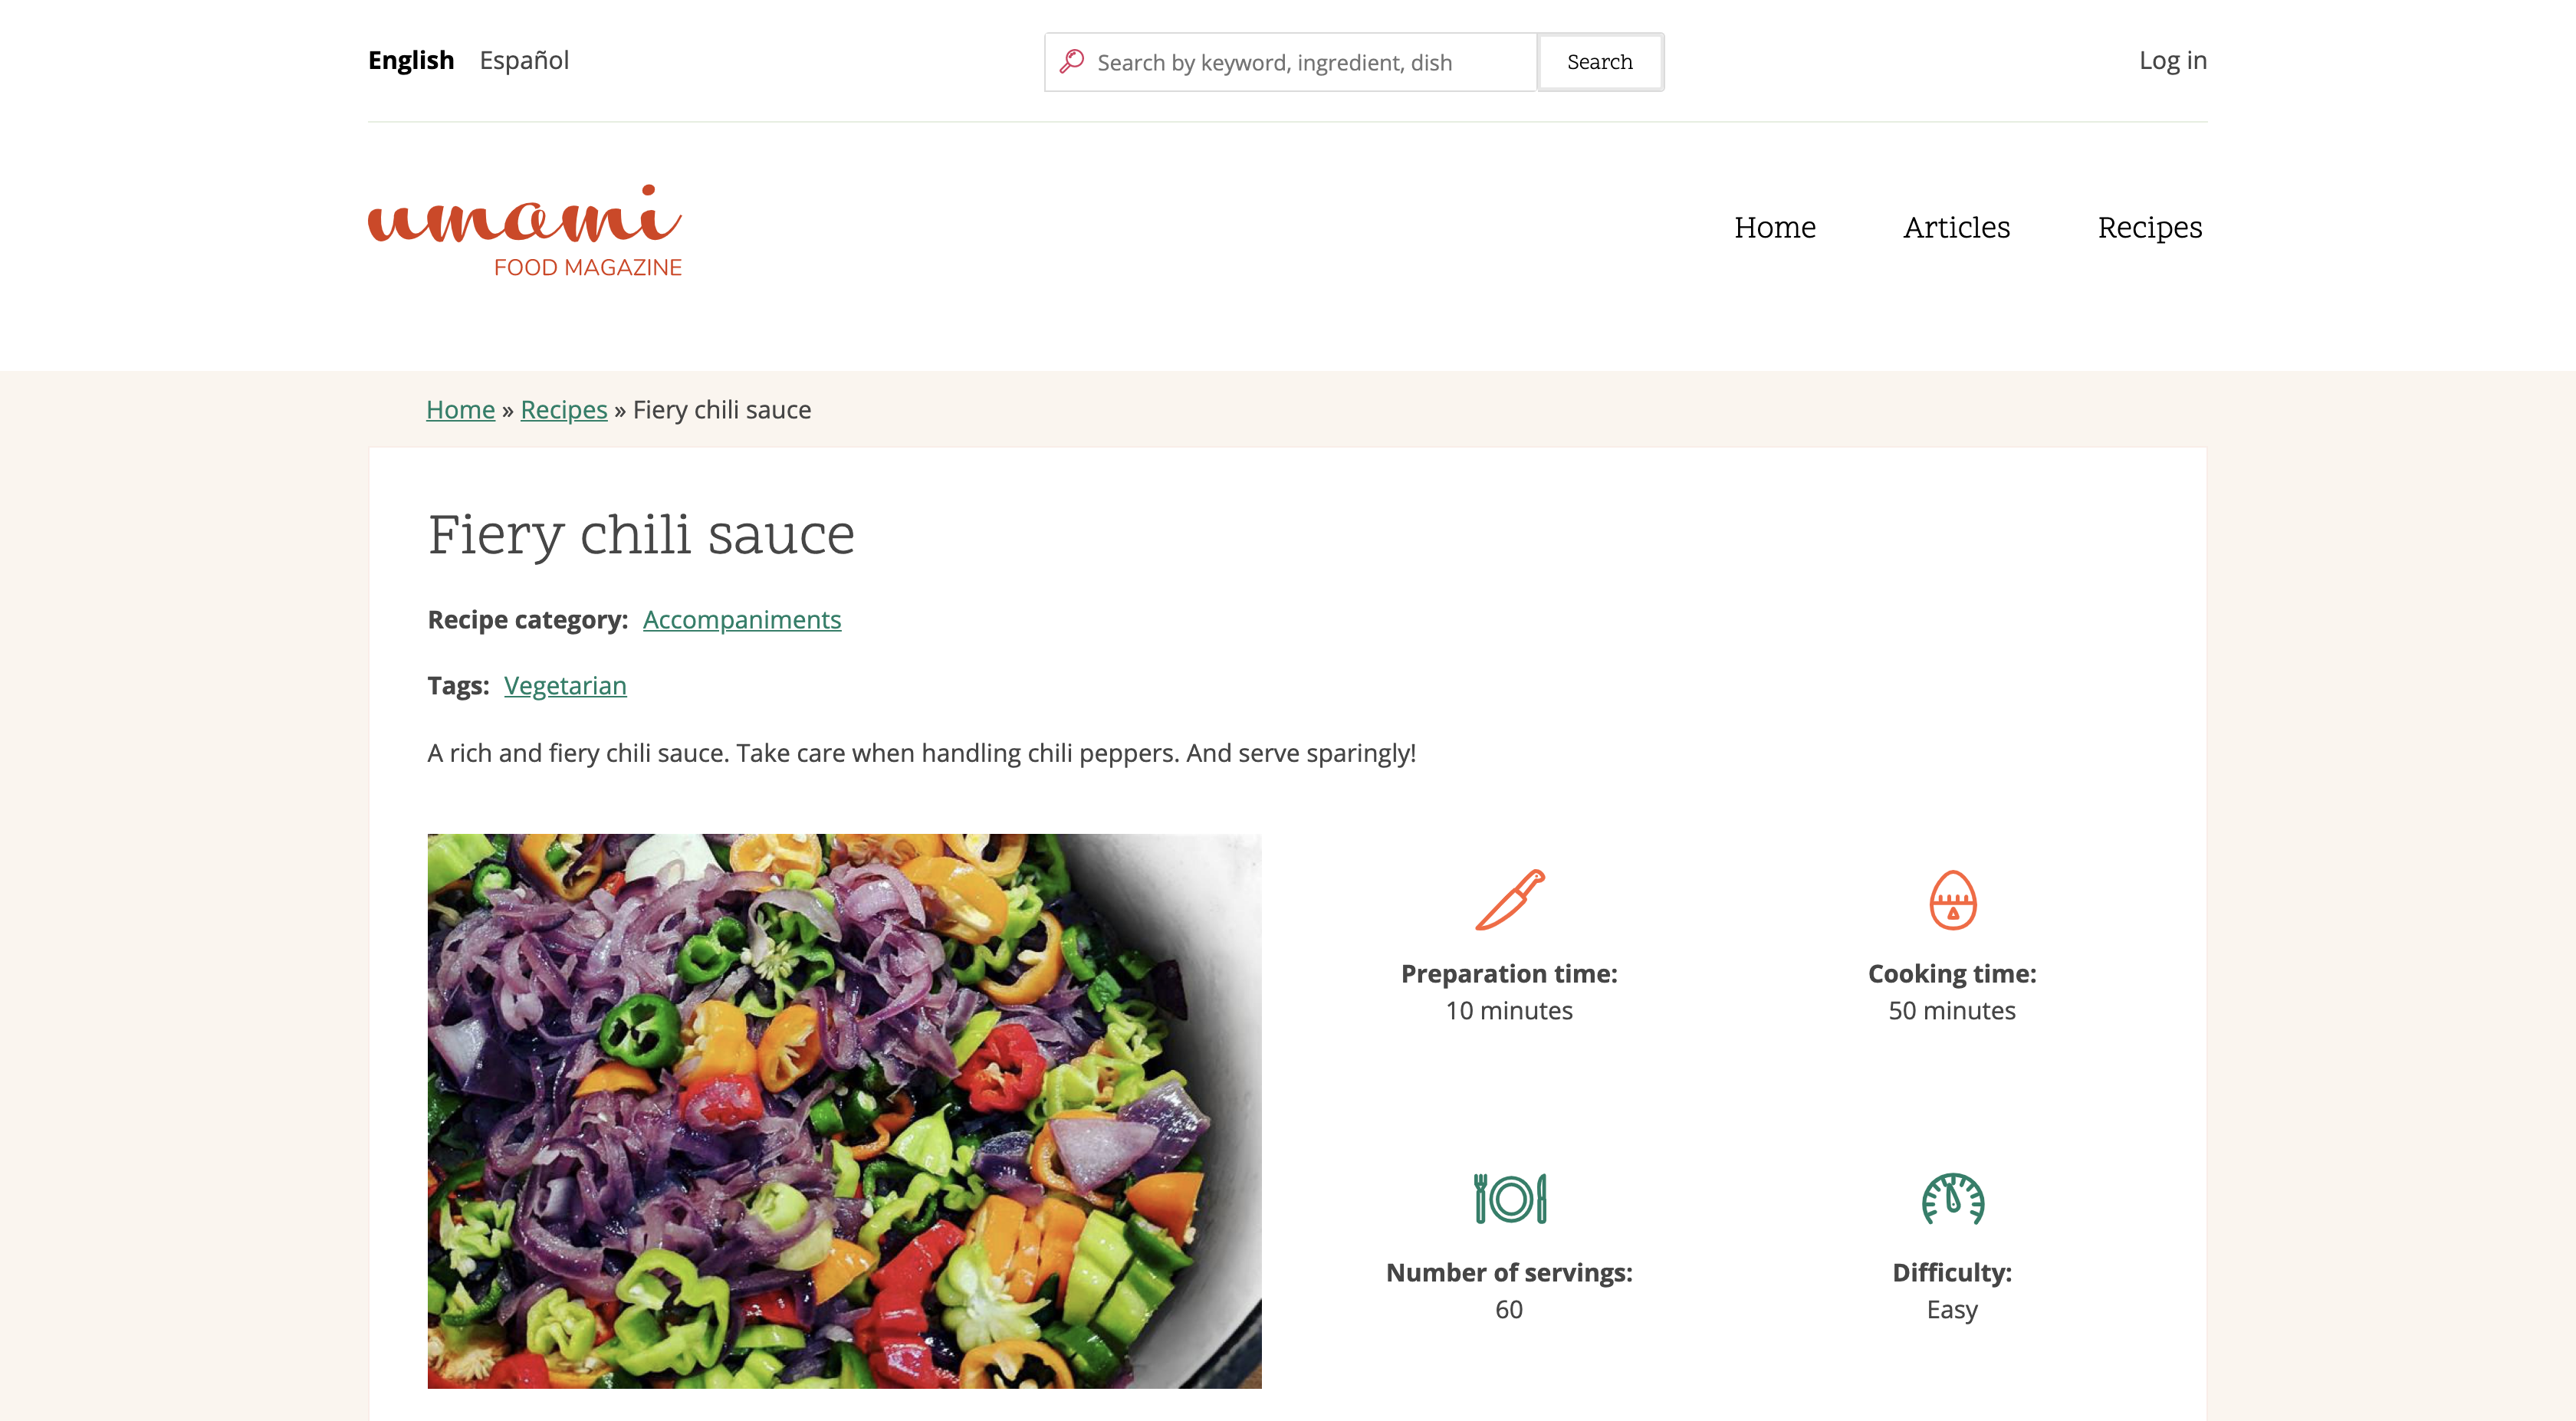 English Español
Search by keyword, ingredient, dish
Search
Log in
umami
FOOD MAGAZINE
Home Articles Recipes
Home » Recipes » Fiery chili sauce
Fiery chili sauce
Recipe category: Accompaniments
Tags: Vegetarian
A rich and fiery chili sauce. Take care when handling chili peppers. And serve sparingly!
Preparation time:
10 minutes
Cooking time:
50 minutes
Number of servings:
60
Difficulty:
Easy